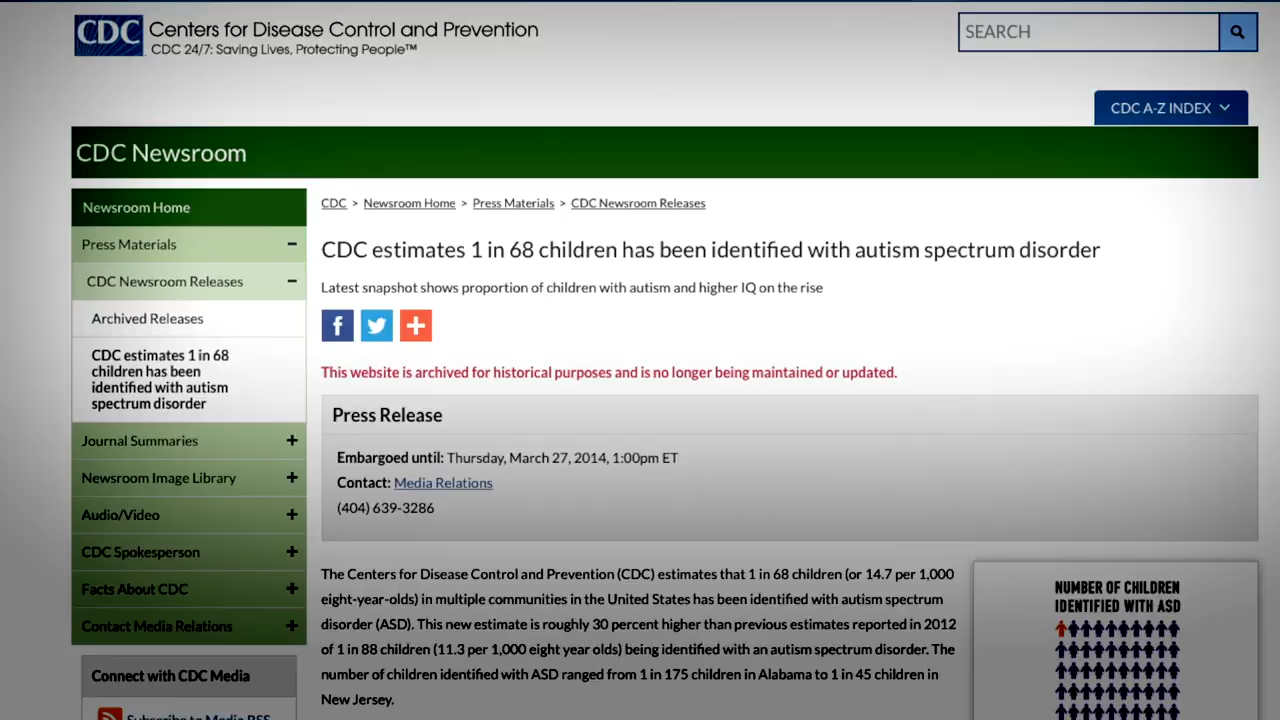 CDC Centers for Disease Control and Prevention
CDC 24/7: Saving Lives, Protecting People™
SEARCH
CDC A-Z INDEX
CDC Newsroom
Newsroom Home
Press Materials
CDC Newsroom Releases
Archived Releases
CDC estimates 1 in 68
children has been
identified with autism
spectrum disorder
Journal Summaries
Newsroom Image Library
Audio/Video
CDC Spokesperson
Facts About CDC
Contact Media Relations
Connect with CDC Media
Subscribe to Media RSS
CDC > Newsroom Home > Press Materials > CDC Newsroom Releases
CDC estimates 1 in 68 children has been identified with autism spectrum disorder
Latest snapshot shows proportion of children with autism and higher IQ on the rise
This website is archived for historical purposes and is no longer being maintained or updated.
Press Release
Embargoed until: Thursday, March 27, 2014, 1:00pm ET
Contact: Media Relations
(404) 639-3286
The Centers for Disease Control and Prevention (CDC) estimates that 1 in 68 children (or 14.7 per 1,000
eight-year-olds) in multiple communities in the United States has been identified with autism spectrum
disorder (ASD). This new estimate is roughly 30 percent higher than previous estimates reported in 2012
of 1 in 88 children (11.3 per 1,000 eight year olds) being identified with an autism spectrum disorder. The
number of children identified with ASD ranged from 1 in 175 children in Alabama to 1 in 45 children in
New Jersey.
NUMBER OF CHILDREN
IDENTIFIED WITH ASD